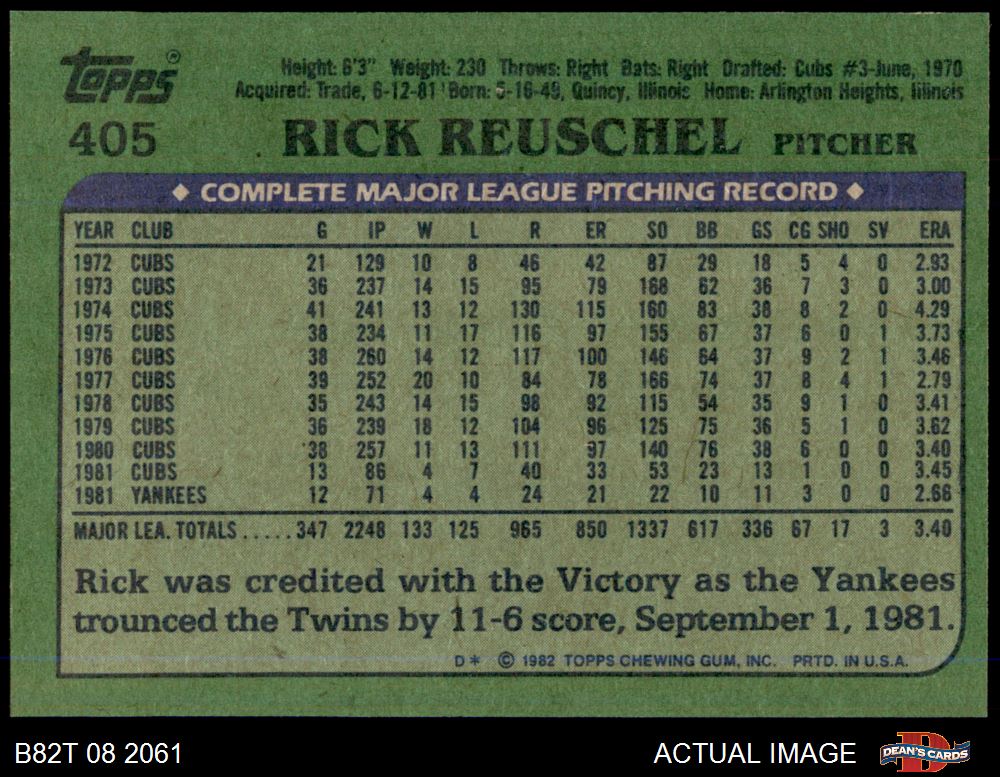 Topps®
Height: 6'3" Weight: 230 Throws: Right Bats: Right Drafted: Cubs #3-June, 1970
Acquired: Trade, 6-12-81 Born: 5-16-49, Quincy, Illinois Home: Arlington Heights, Illinois
405 RICK REUSCHEL PITCHER
◆ COMPLETE MAJOR LEAGUE PITCHING RECORD ◆
YEAR CLUB G IP W L R ER SO BB GS CG SHO SV ERA
1972 CUBS 21 129 10 8 46 42 87 29 18 5 4 0 2.93
1973 CUBS 36 237 14 15 95 79 168 62 36 7 3 0 3.00
1974 CUBS 41 241 13 12 130 115 160 83 38 8 2 0 4.29
1975 CUBS 38 234 11 17 116 97 155 67 37 6 0 1 3.73
1976 CUBS 38 260 14 12 117 100 146 64 37 9 2 1 3.46
1977 CUBS 39 252 20 10 84 78 166 74 37 8 4 1 2.79
1978 CUBS 35 243 14 15 98 92 115 54 35 9 1 0 3.41
1979 CUBS 36 239 18 12 104 96 125 75 36 5 1 0 3.62
1980 CUBS 38 257 11 13 111 97 140 76 38 6 0 0 3.40
1981 CUBS 13 86 4 7 40 33 53 23 13 1 0 0 3.45
1981 YANKEES 12 71 4 4 24 21 22 10 11 3 0 0 2.66
MAJOR LEA. TOTALS.....347 2248 133 125 965 850 1337 617 336 67 17 3 3.40
Rick was credited with the Victory as the Yankees
trounced the Twins by 11-6 score, September 1, 1981.
D* © 1982 TOPPS CHEWING GUM, INC. PRTD. IN U.S.A.
B82T 08 2061 ACTUAL IMAGE DEAN'S CARDS